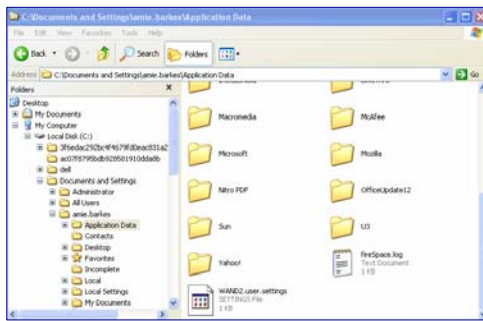 C:\Documents and Settings\amie.barkes\Application Data
File Edit View Favorites Tools Help
Back Search Folders
Address C:\Documents and Settings\amie.barkes\Application Data Go
Folders X
Desktop
My Documents
My Computer
Local Disk (C:)
dell
Documents and Settings
Administrator
All Users
amie.barkes
Application Data
Contacts
Desktop
Favorites
Incomplete
Local
Local Settings
My Documents
Macromedia McAfee
Microsoft Mozilla
Nitro PDF OfficeUpdate12
Sun U3
Yahoo! fireSpace.log
Text Document
1 KB
WAND2.user.settings
SETTINGS File
1 KB